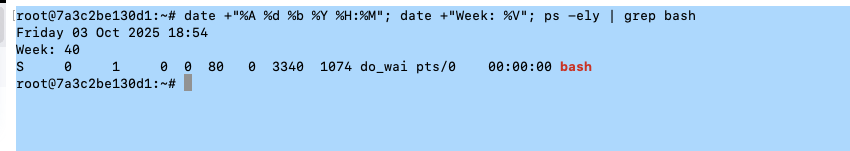 root@7a3c2be130d1:~# date +"%A %d %b %Y %H:%M"; date +"Week: %V"; ps -ely | grep bash
Friday 03 Oct 2025 18:54
Week: 40
S     0     1     0  0  80   0  3340  1074 do_wai pts/0    00:00:00 bash
root@7a3c2be130d1:~#